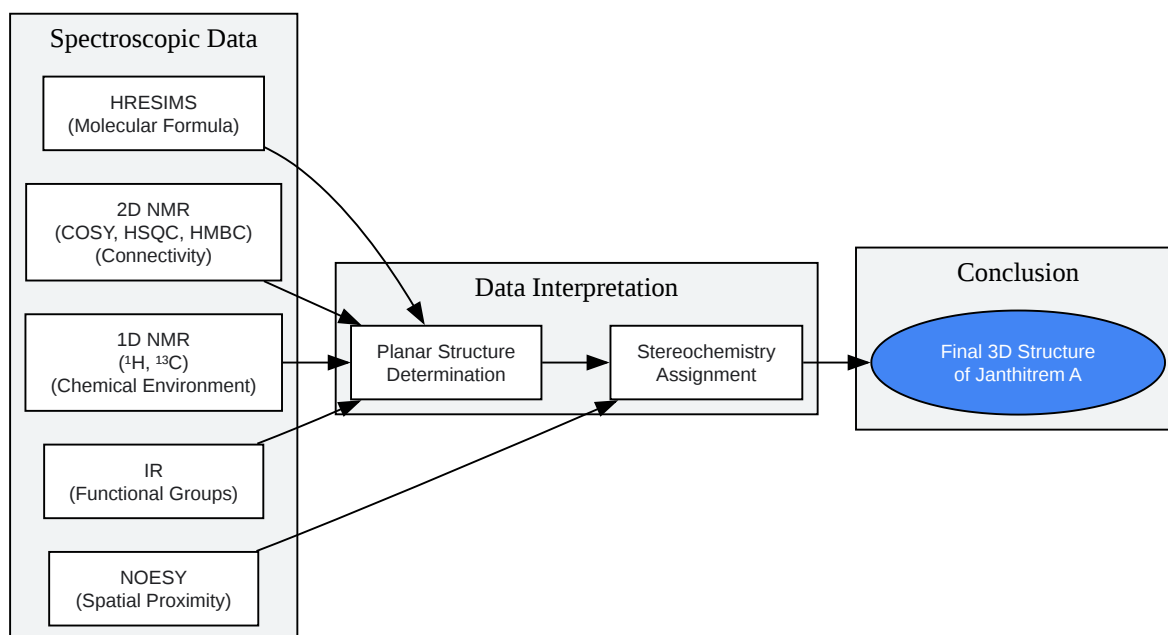 Spectroscopic Data
HRESIMS
(Molecular Formula)
2D NMR
(COSY, HSQC, HMBC)
(Connectivity)
1D NMR
(¹H, ¹³C)
(Chemical Environment)
IR
(Functional Groups)
NOESY
(Spatial Proximity)
Data Interpretation
Planar Structure
Determination
Stereochemistry
Assignment
Conclusion
Final 3D Structure
of Janthitrem A